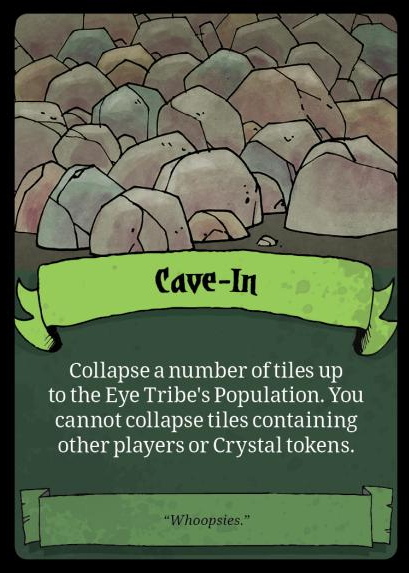 Cave-In
Collapse a number of tiles up
to the Eye Tribe's Population. You
cannot collapse tiles containing
other players or Crystal tokens.
“Whoopsies.”